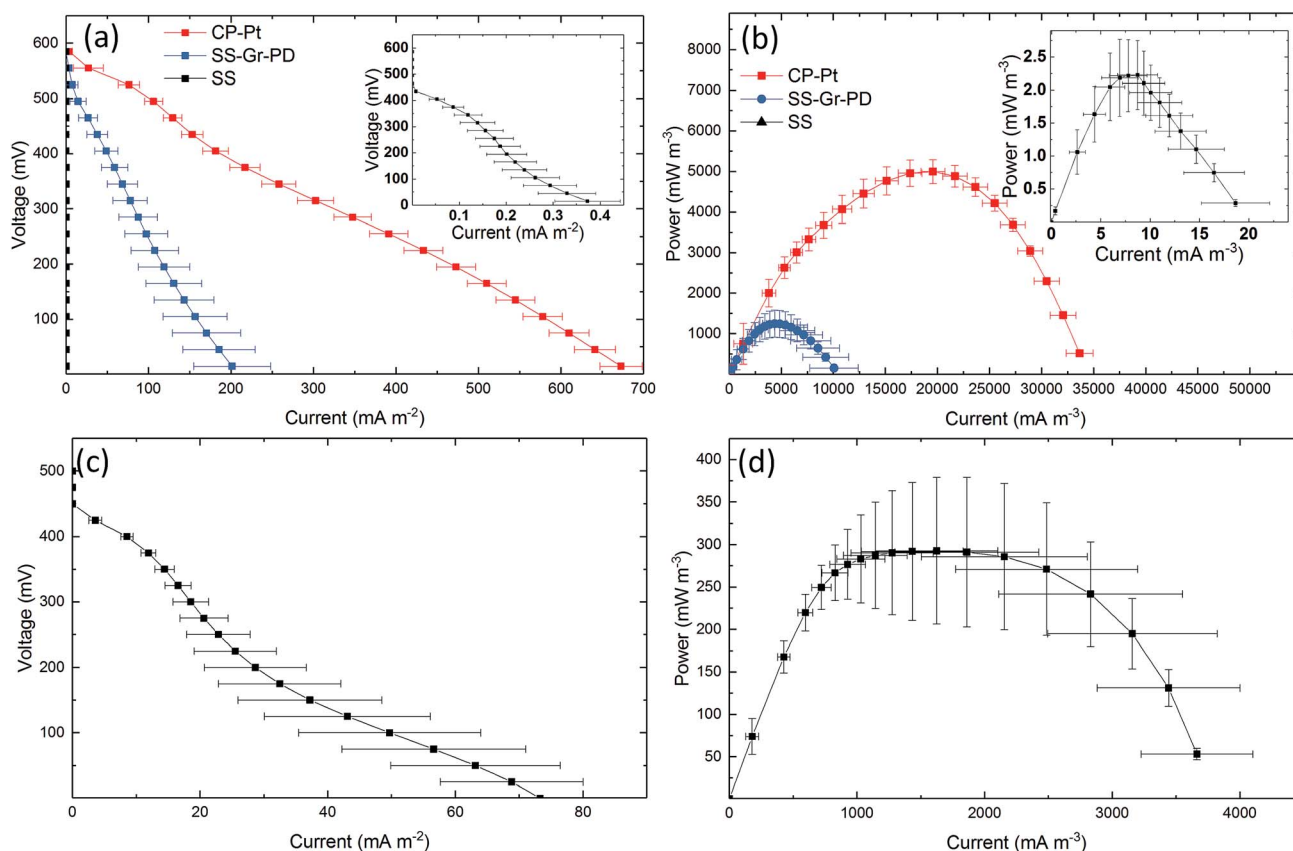 (a)
CP-Pt
SS-Gr-PD
SS
600
500
400
300
200
100
Voltage (mV)
0 100 200 300 400 500 600 700
Current (mA m-2)
600
500
400
300
200
100
0
Voltage (mV)
0.1 0.2 0.3 0.4
Current (mA m-2)
(b)
CP-Pt
SS-Gr-PD
SS
8000
7000
6000
5000
4000
3000
2000
1000
Power (mW m-3)
0 5000 10000 15000 20000 25000 30000 35000 40000 45000 50000
Current (mA m-3)
2.5
2.0
1.5
1.0
0.5
Power (mW m-3)
0 5 10 15 20
Current (mA m-3)
(c)
500
400
300
200
100
Voltage (mV)
0 20 40 60 80
Current (mA m-2)
(d)
400
350
300
250
200
150
100
50
Power (mW m-3)
0 1000 2000 3000 4000
Current (mA m-3)